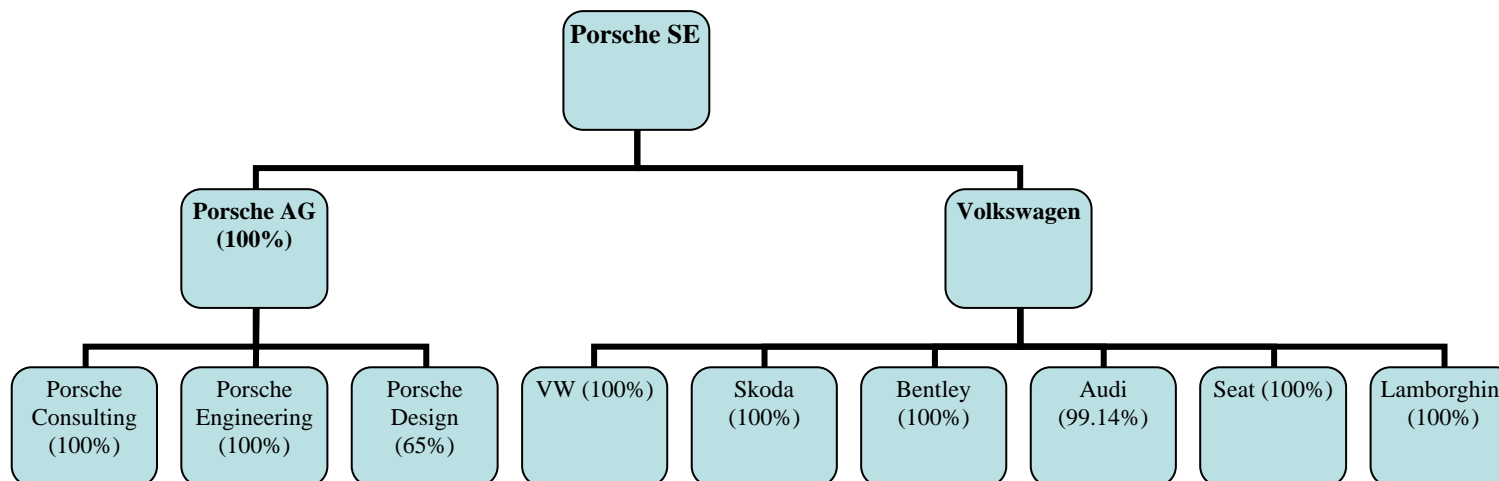 Porsche SE
Porsche AG
(100%)
Volkswagen
Porsche
Consulting
(100%)
Porsche
Engineering
(100%)
Porsche
Design
(65%)
VW (100%)
Skoda
(100%)
Bentley
(100%)
Audi
(99.14%)
Seat (100%)
Lamborghini
(100%)